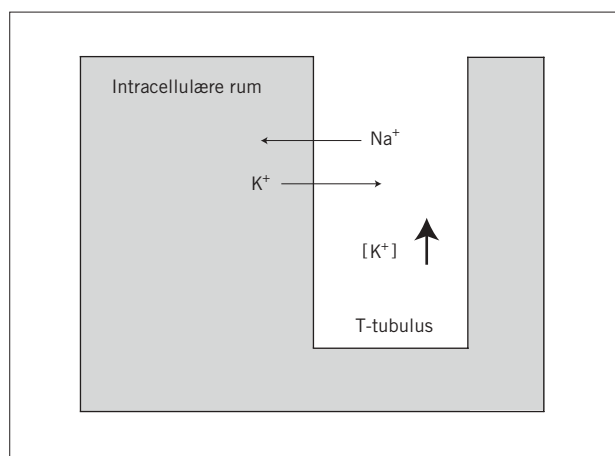 Intracellulære rum
Na⁺
K⁺
[K⁺]
T-tubulus